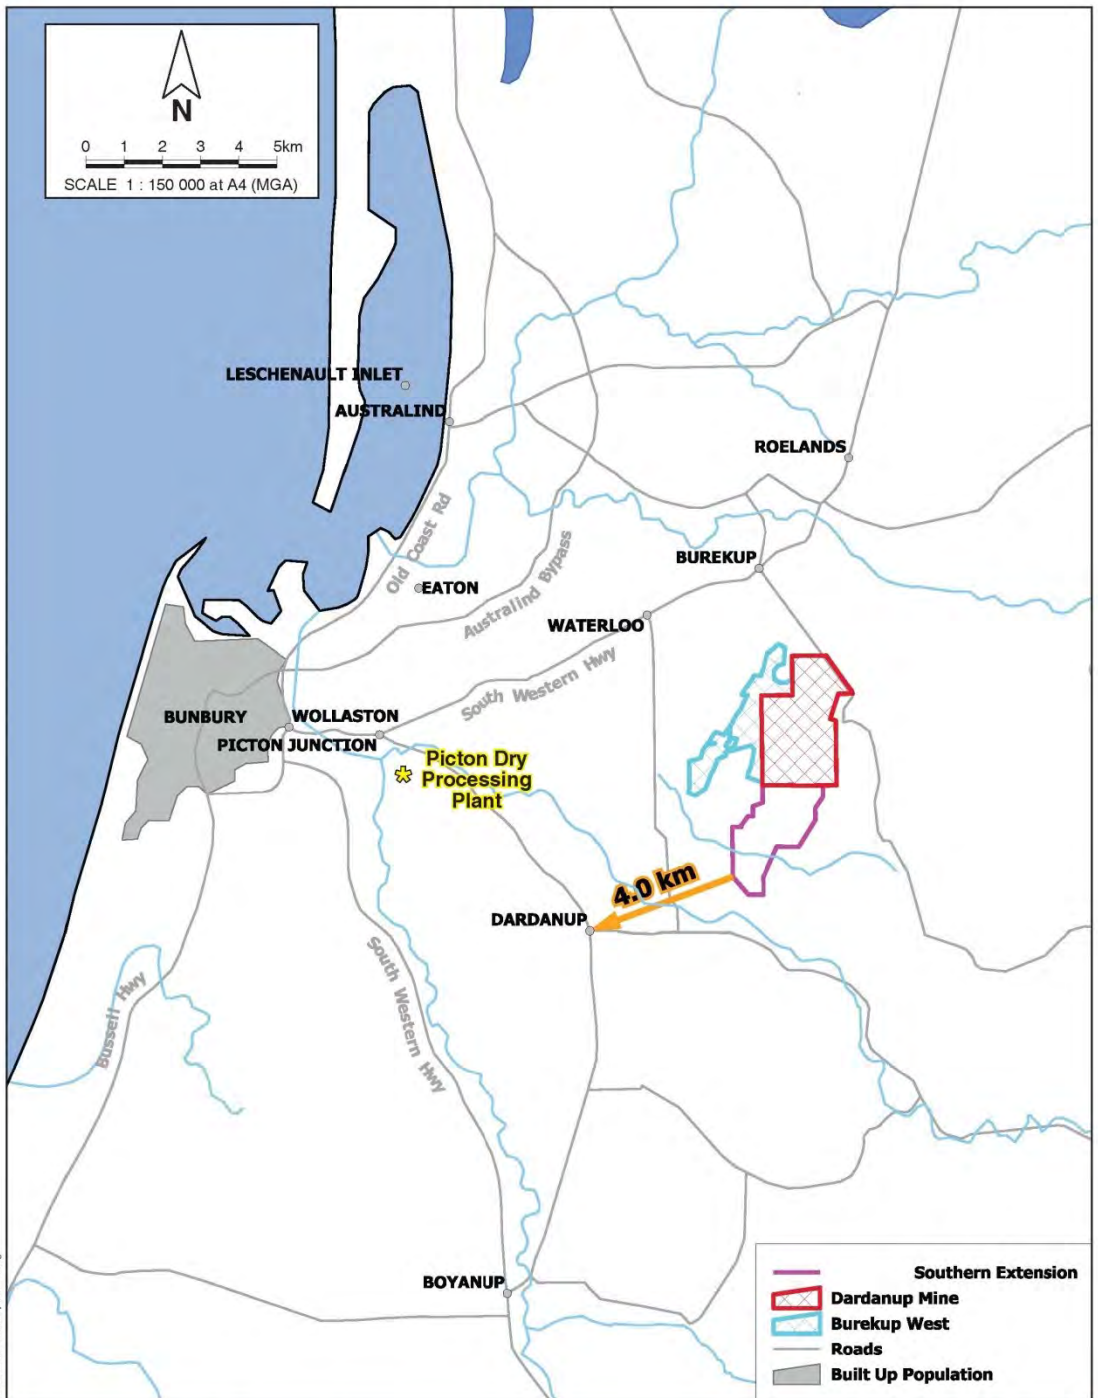 N
0 1 2 3 4 5km
SCALE 1 : 150 000 at A4 (MGA)
LESCHENAULT INLET
AUSTRALIND
ROELANDS
Old Coast Rd
BUREKUP
EATON
Australind Bypass
WATERLOO
South Western Hwy
BUNBURY
WOLLASTON
PICTON JUNCTION
Picton Dry
Processing
Plant
4.0 km
DARDANUP
South Western Hwy
Bussell Hwy
BOYANUP
Southern Extension
Dardanup Mine
Burekup West
Roads
Built Up Population